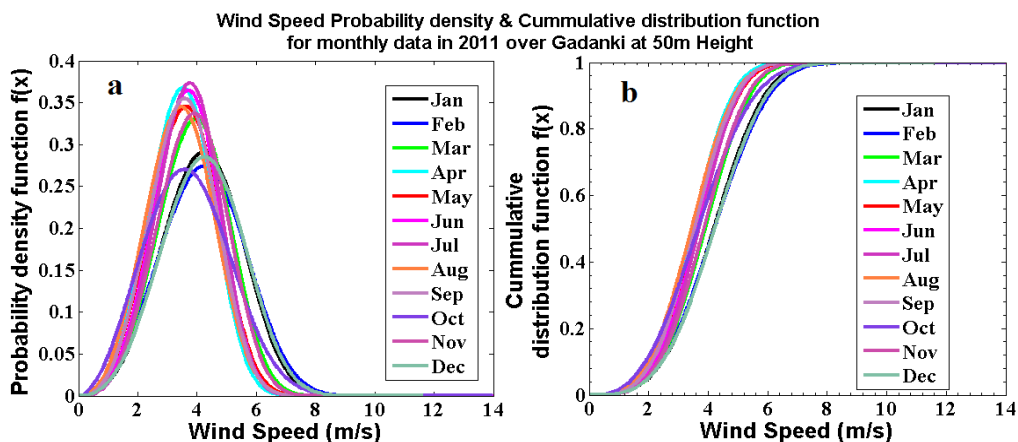 Wind Speed Probability density & Cummulative distribution function
for monthly data in 2011 over Gadanki at 50m Height
a
Probability density function f(x)
0.4
0.35
0.3
0.25
0.2
0.15
0.1
0.05
0
0 2 4 6 8 10 12 14
Wind Speed (m/s)
Jan
Feb
Mar
Apr
May
Jun
Jul
Aug
Sep
Oct
Nov
Dec
b
Cummulative
distribution function f(x)
1
0.8
0.6
0.4
0.2
0
0 2 4 6 8 10 12 14
Wind Speed (m/s)
Jan
Feb
Mar
Apr
May
Jun
Jul
Aug
Sep
Oct
Nov
Dec